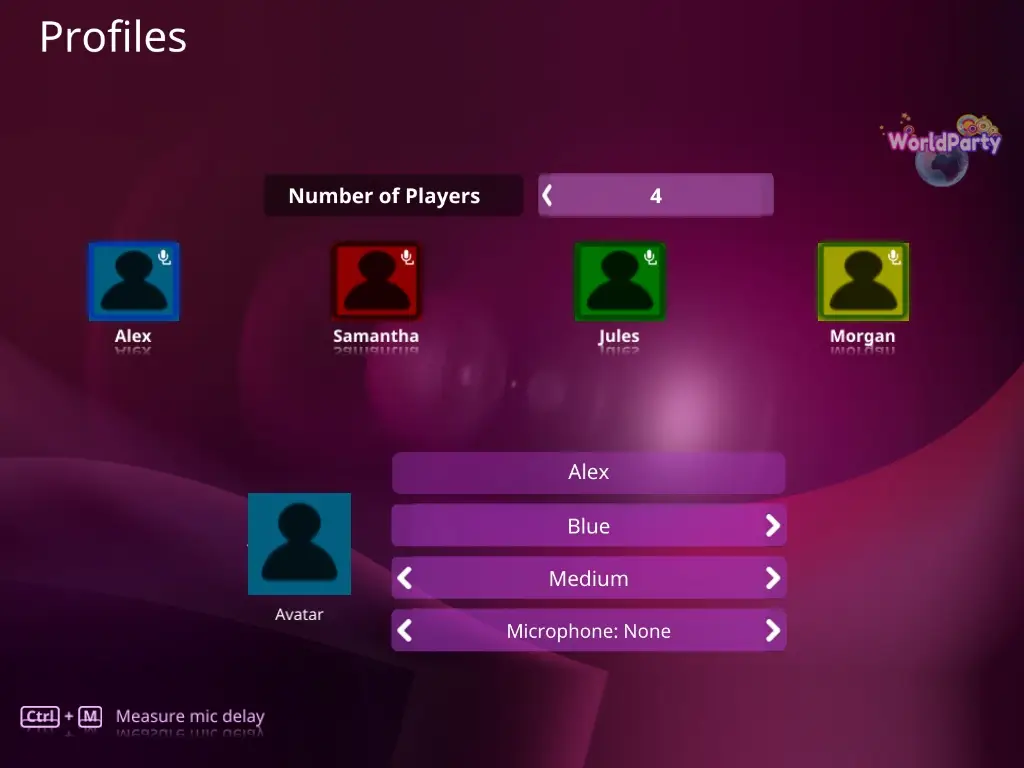 Profiles
WorldParty
Number of Players
4
Alex
Samantha
Jules
Morgan
Alex
Blue
Medium
Microphone: None
Avatar
Ctrl + M Measure mic delay